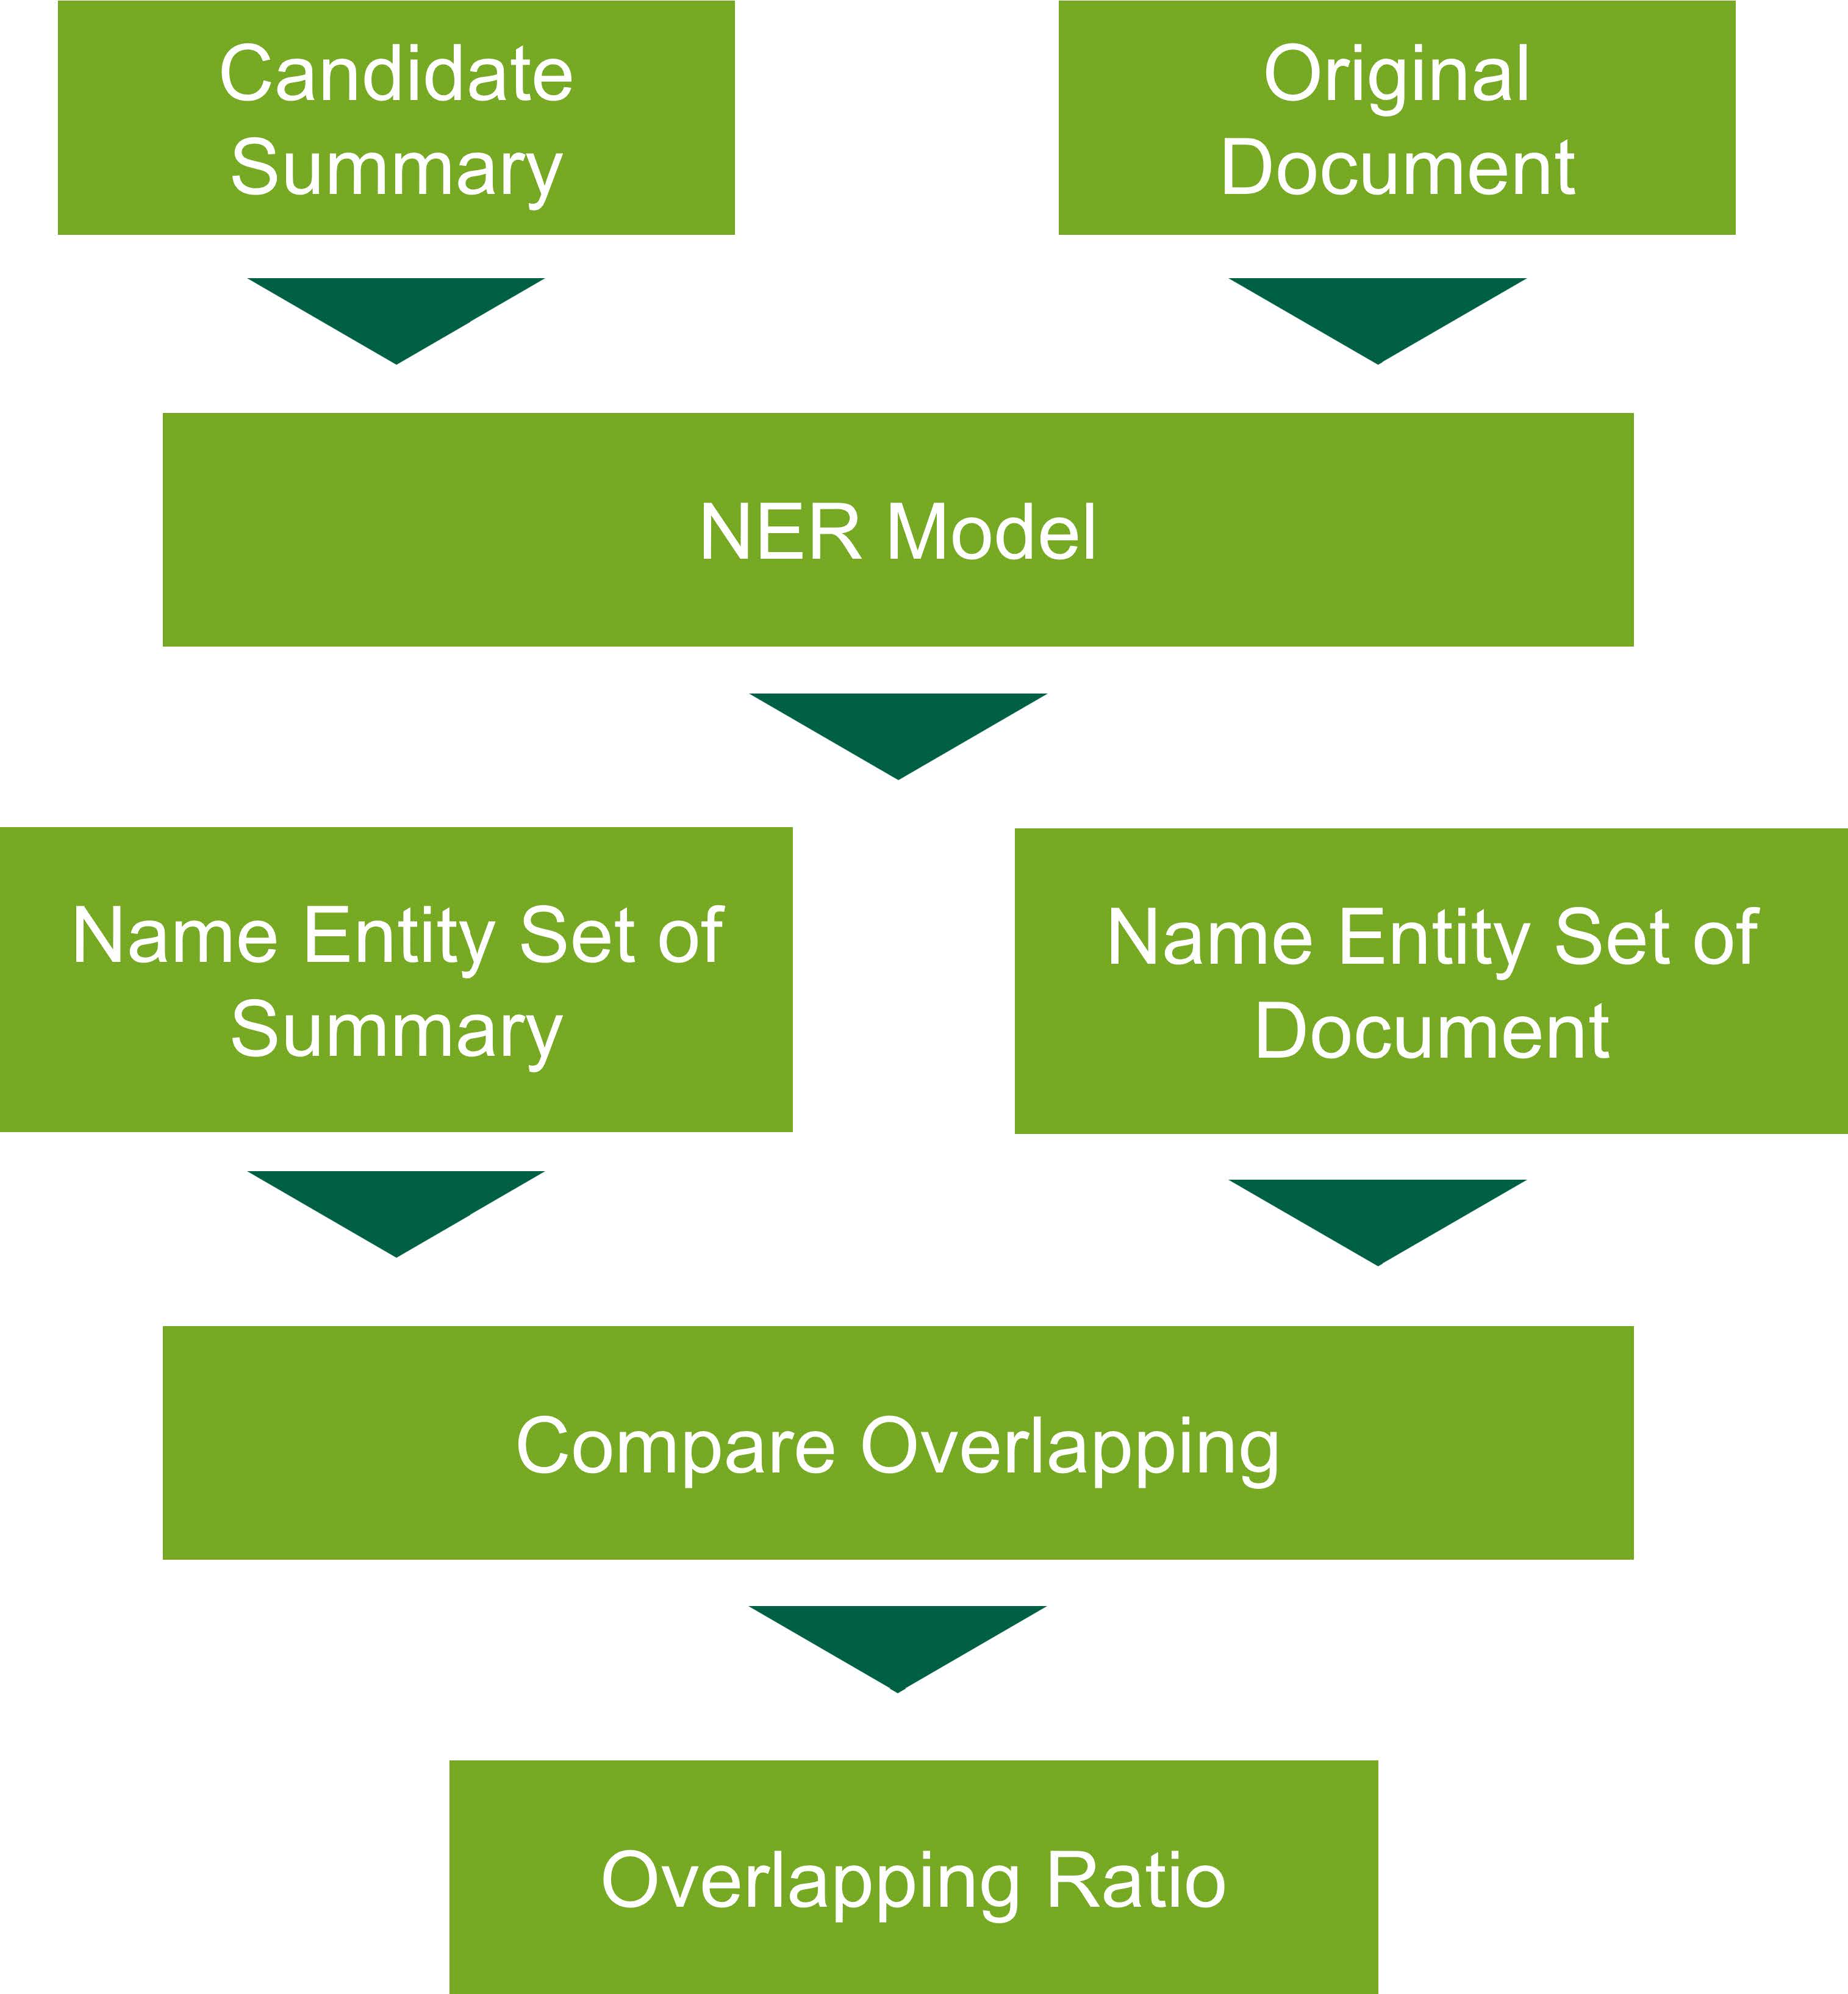 Candidate
Summary
Original
Document
NER Model
Name Entity Set of
Summary
Name Entity Set of
Document
Compare Overlapping
Overlapping Ratio